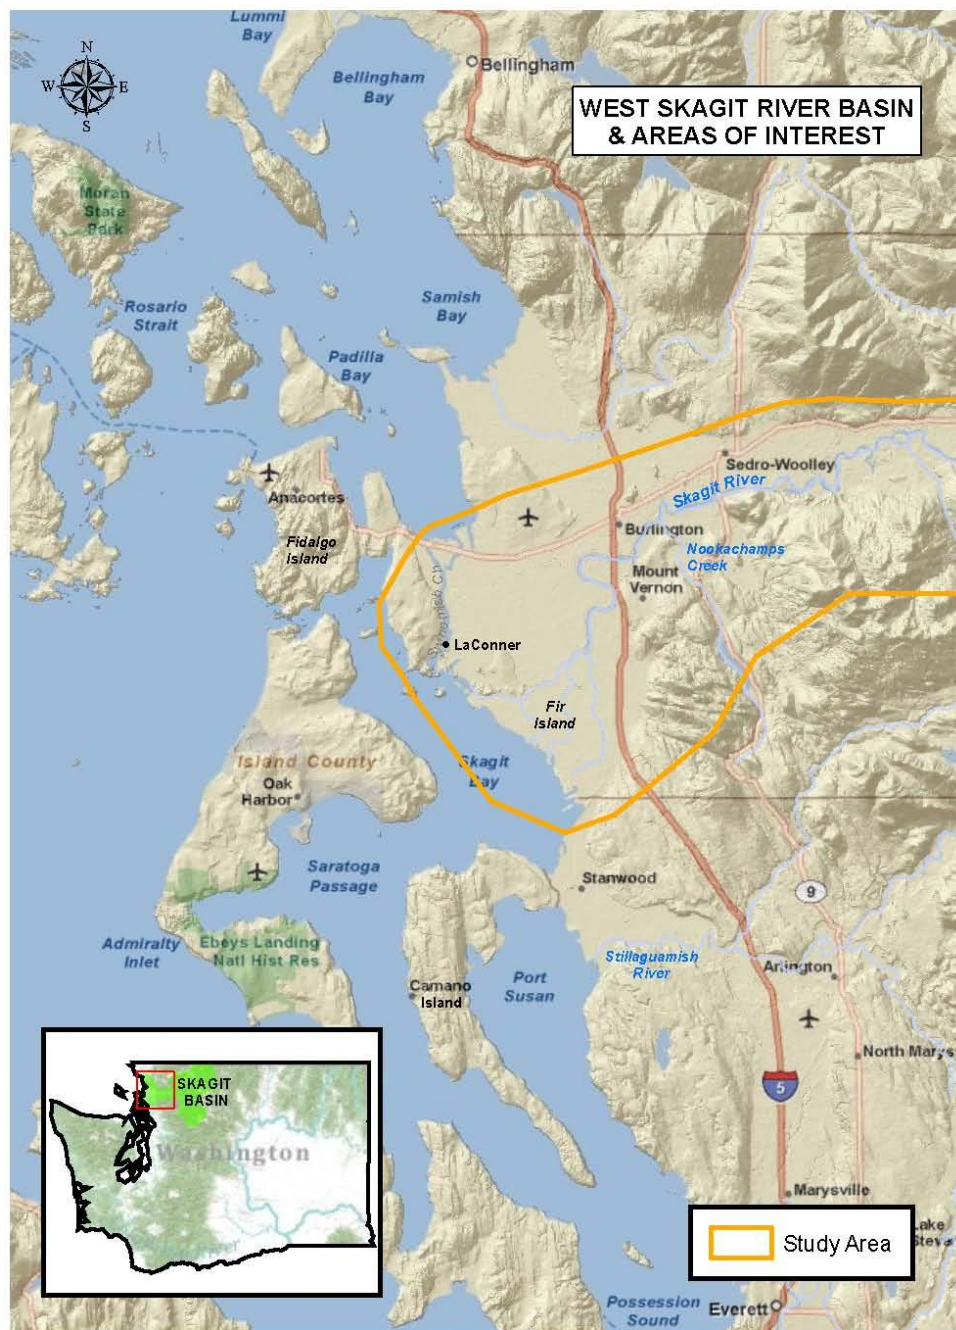 Lummi
Bay
N
W
E
S
Bellingham
Bellingham
Bay
WEST SKAGIT RIVER BASIN
& AREAS OF INTEREST
Moran
State
Park
Rosario
Strait
Samish
Bay
Padilla
Bay
Sedro-Woolley
Skagit River
Anacortes
Burlington
Fidalgo
Island
Nookachamps
Creek
Mount
Vernon
LaConner
Fir
Island
Island County
Skagit
Bay
Oak
Harbor
Saratoga
Passage
Stanwood
9
Admiralty
Inlet
Ebeys Landing
Natl Hist Res
Stillaguamish
River
Arlington
Port
Susan
Camano
Island
North Marys
5
SKAGIT
BASIN
Washington
Marysville
Lake
Study Area
Possession
Sound
Everett